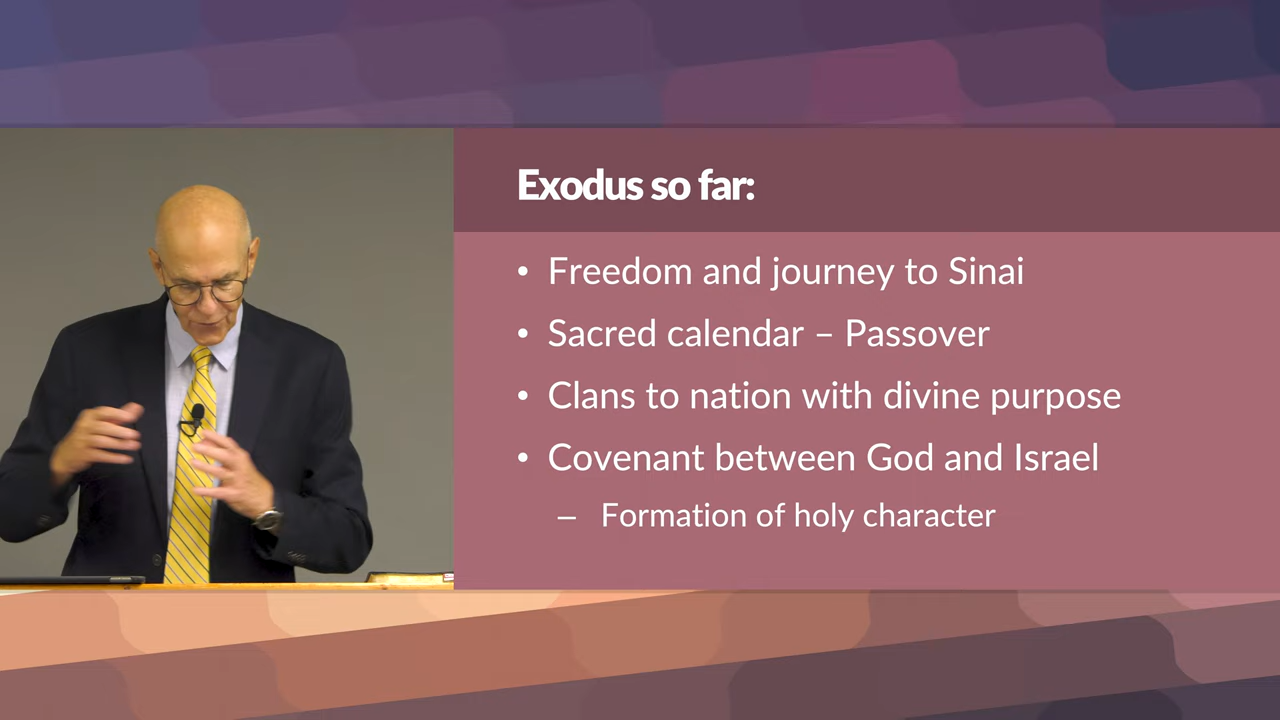 Exodus so far:
• Freedom and journey to Sinai
• Sacred calendar – Passover
• Clans to nation with divine purpose
• Covenant between God and Israel
– Formation of holy character